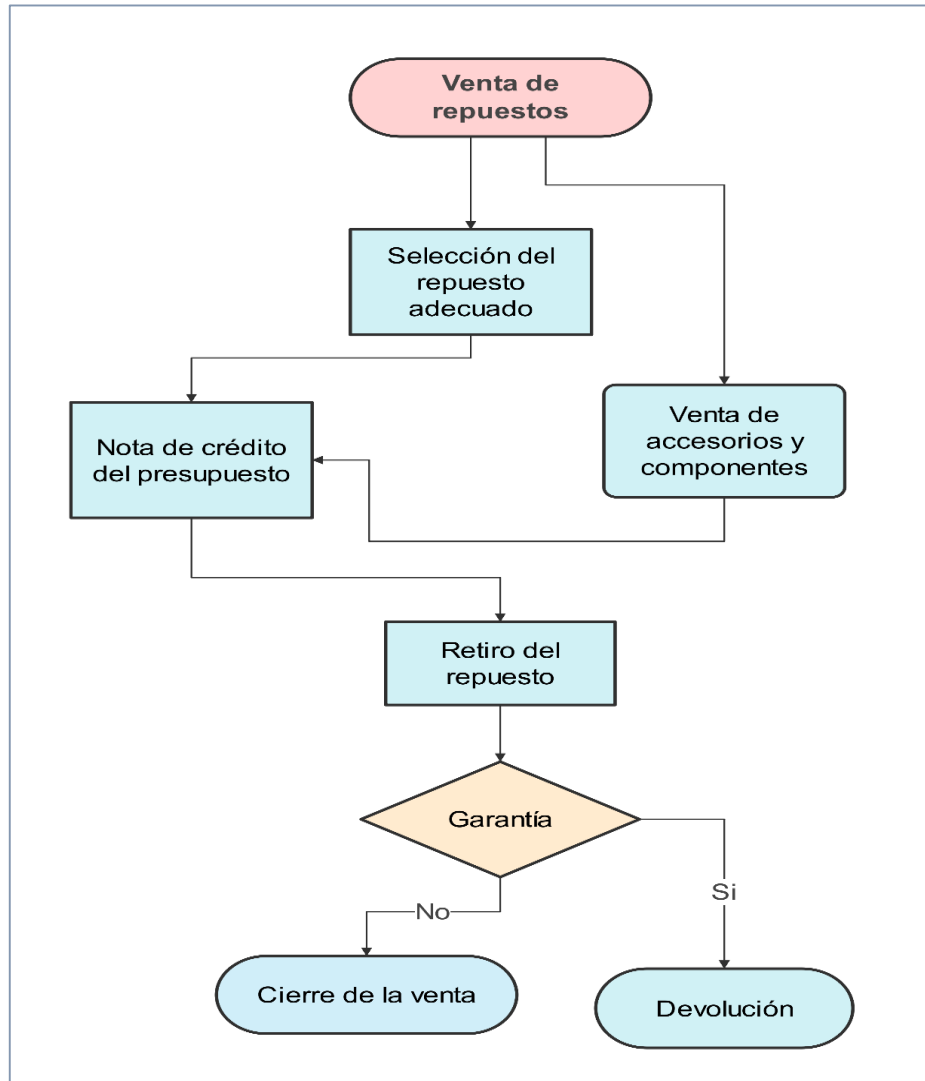 Venta de
repuestos
Selección del
repuesto
adecuado
Nota de crédito
del presupuesto
Venta de
accesorios y
componentes
Retiro del
repuesto
Garantía
No
Si
Cierre de la venta
Devolución